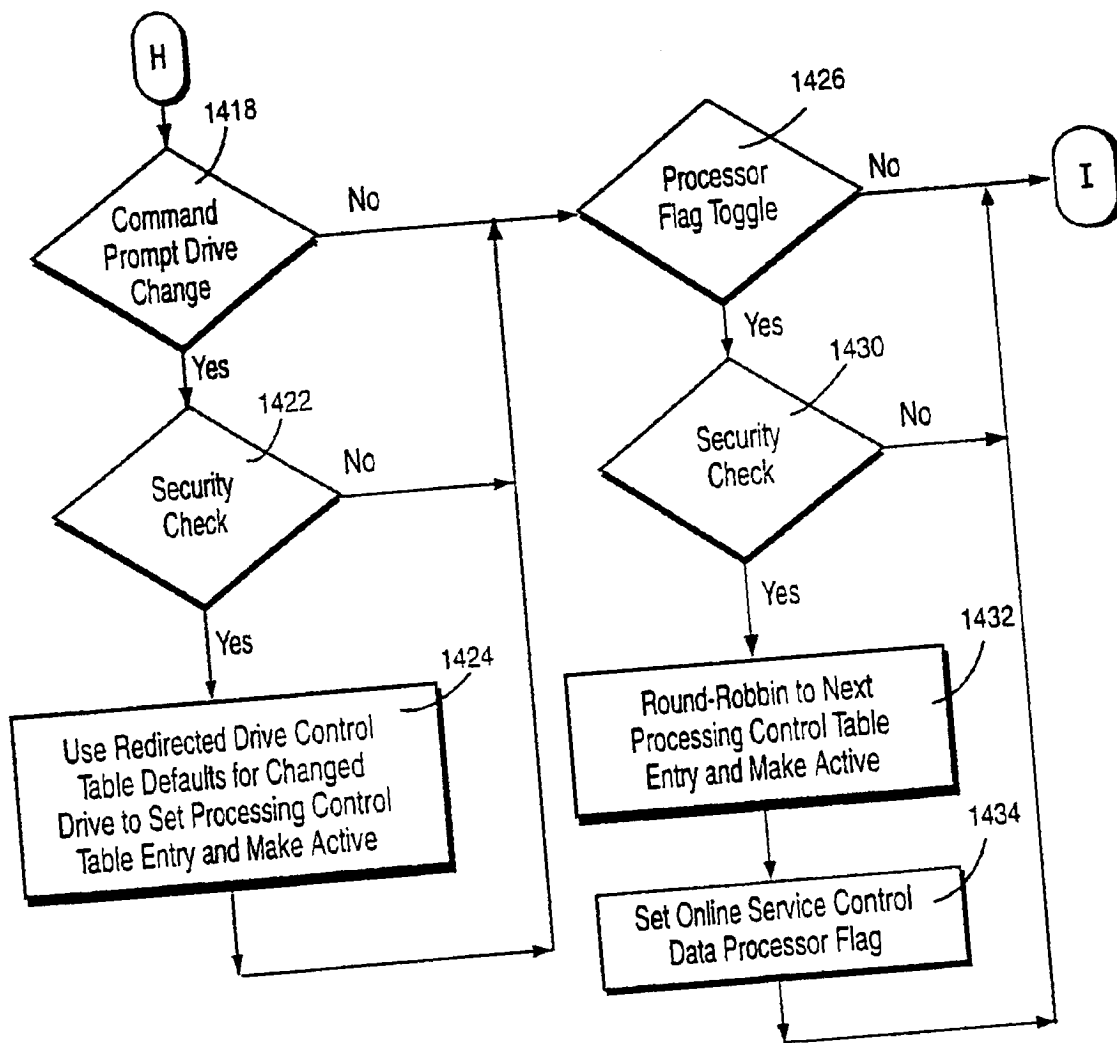 H
1418
Command
Prompt Drive
Change
No
Yes
1422
Security
Check
No
Yes
1424
Use Redirected Drive Control
Table Defaults for Changed
Drive to Set Processing Control
Table Entry and Make Active
1426
Processor
Flag Toggle
No
I
Yes
1430
Security
Check
No
Yes
1432
Round-Robbin to Next
Processing Control Table
Entry and Make Active
1434
Set Online Service Control
Data Processor Flag